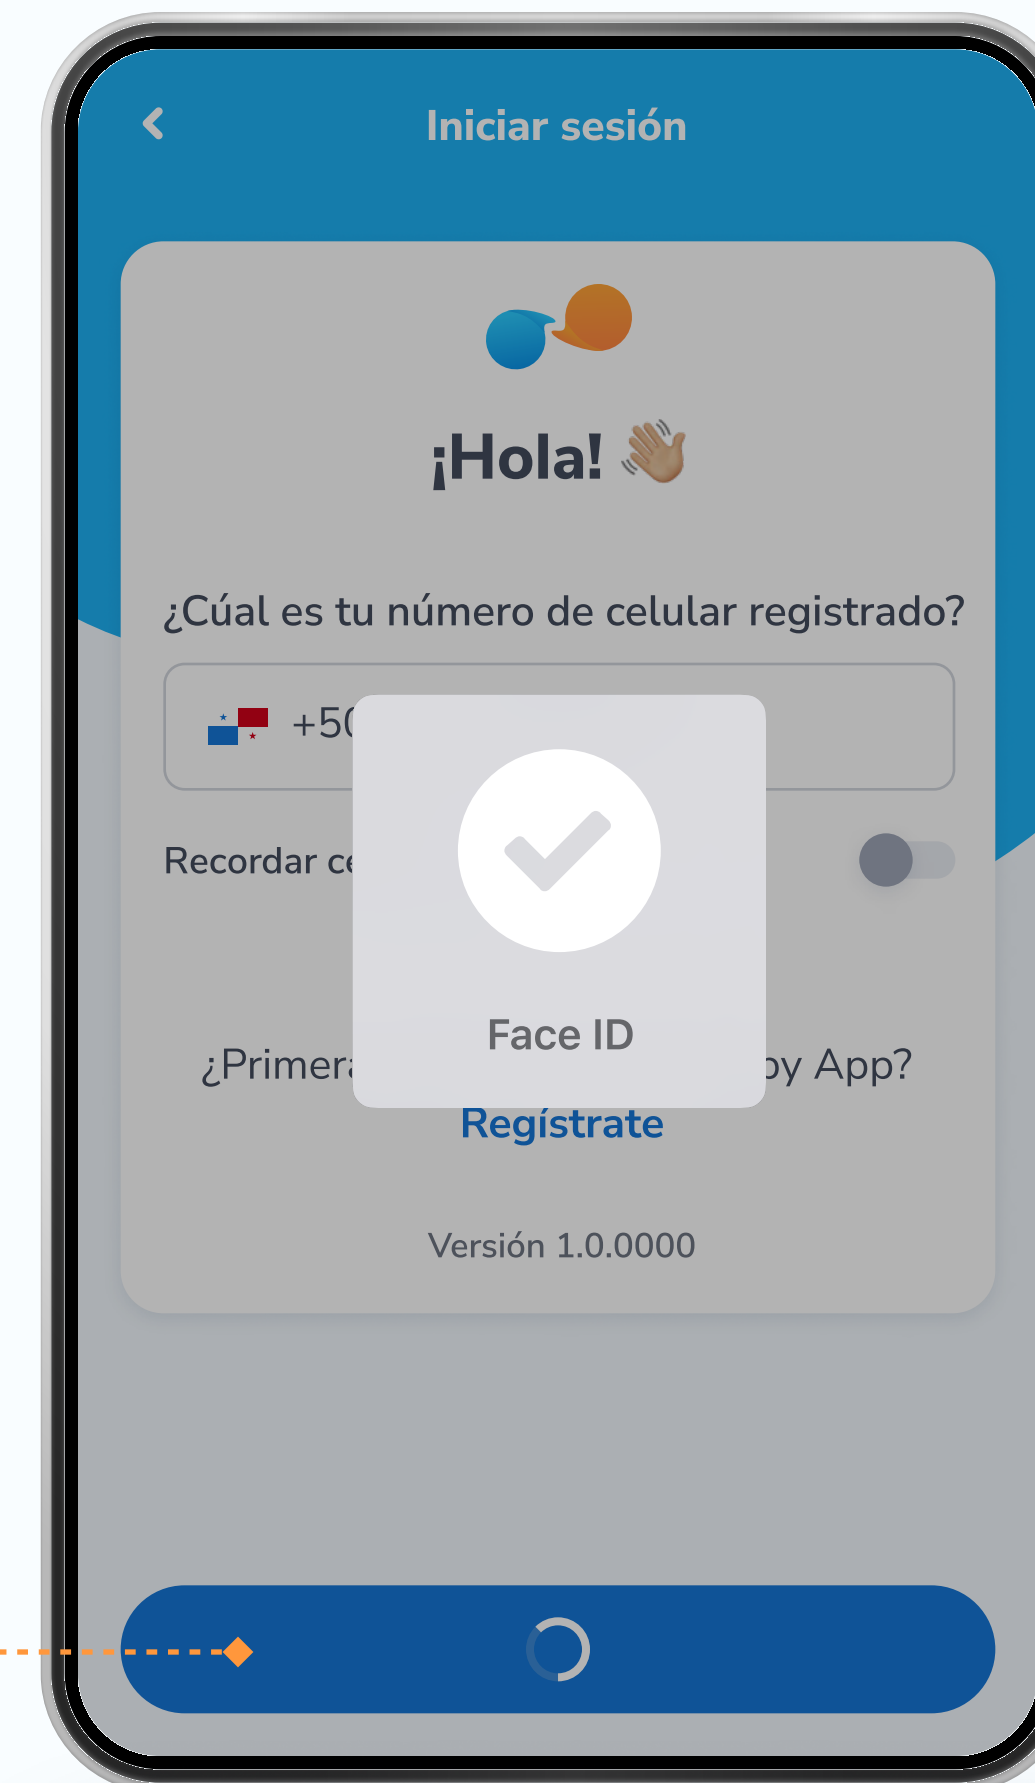 Iniciar sesión
¡Hola! 👋🏼
¿Cúal es tu número de celular registrado?
+50
Recordar
Face ID
App?
Regístrate
Versión 1.0.0000